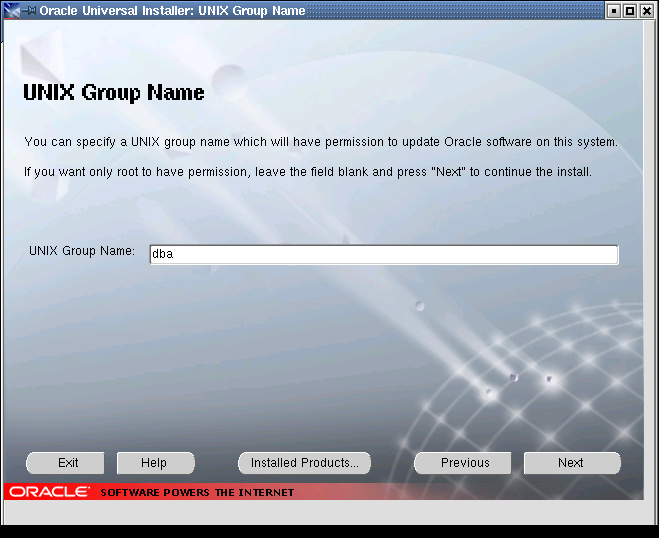 Oracle Universal Installer: UNIX Group Name
UNIX Group Name
You can specify a UNIX group name which will have permission to update Oracle software on this system.
If you want only root to have permission, leave the field blank and press "Next" to continue the install.
UNIX Group Name: dba
Exit Help Installed Products... Previous Next
ORACLE SOFTWARE POWERS THE INTERNET